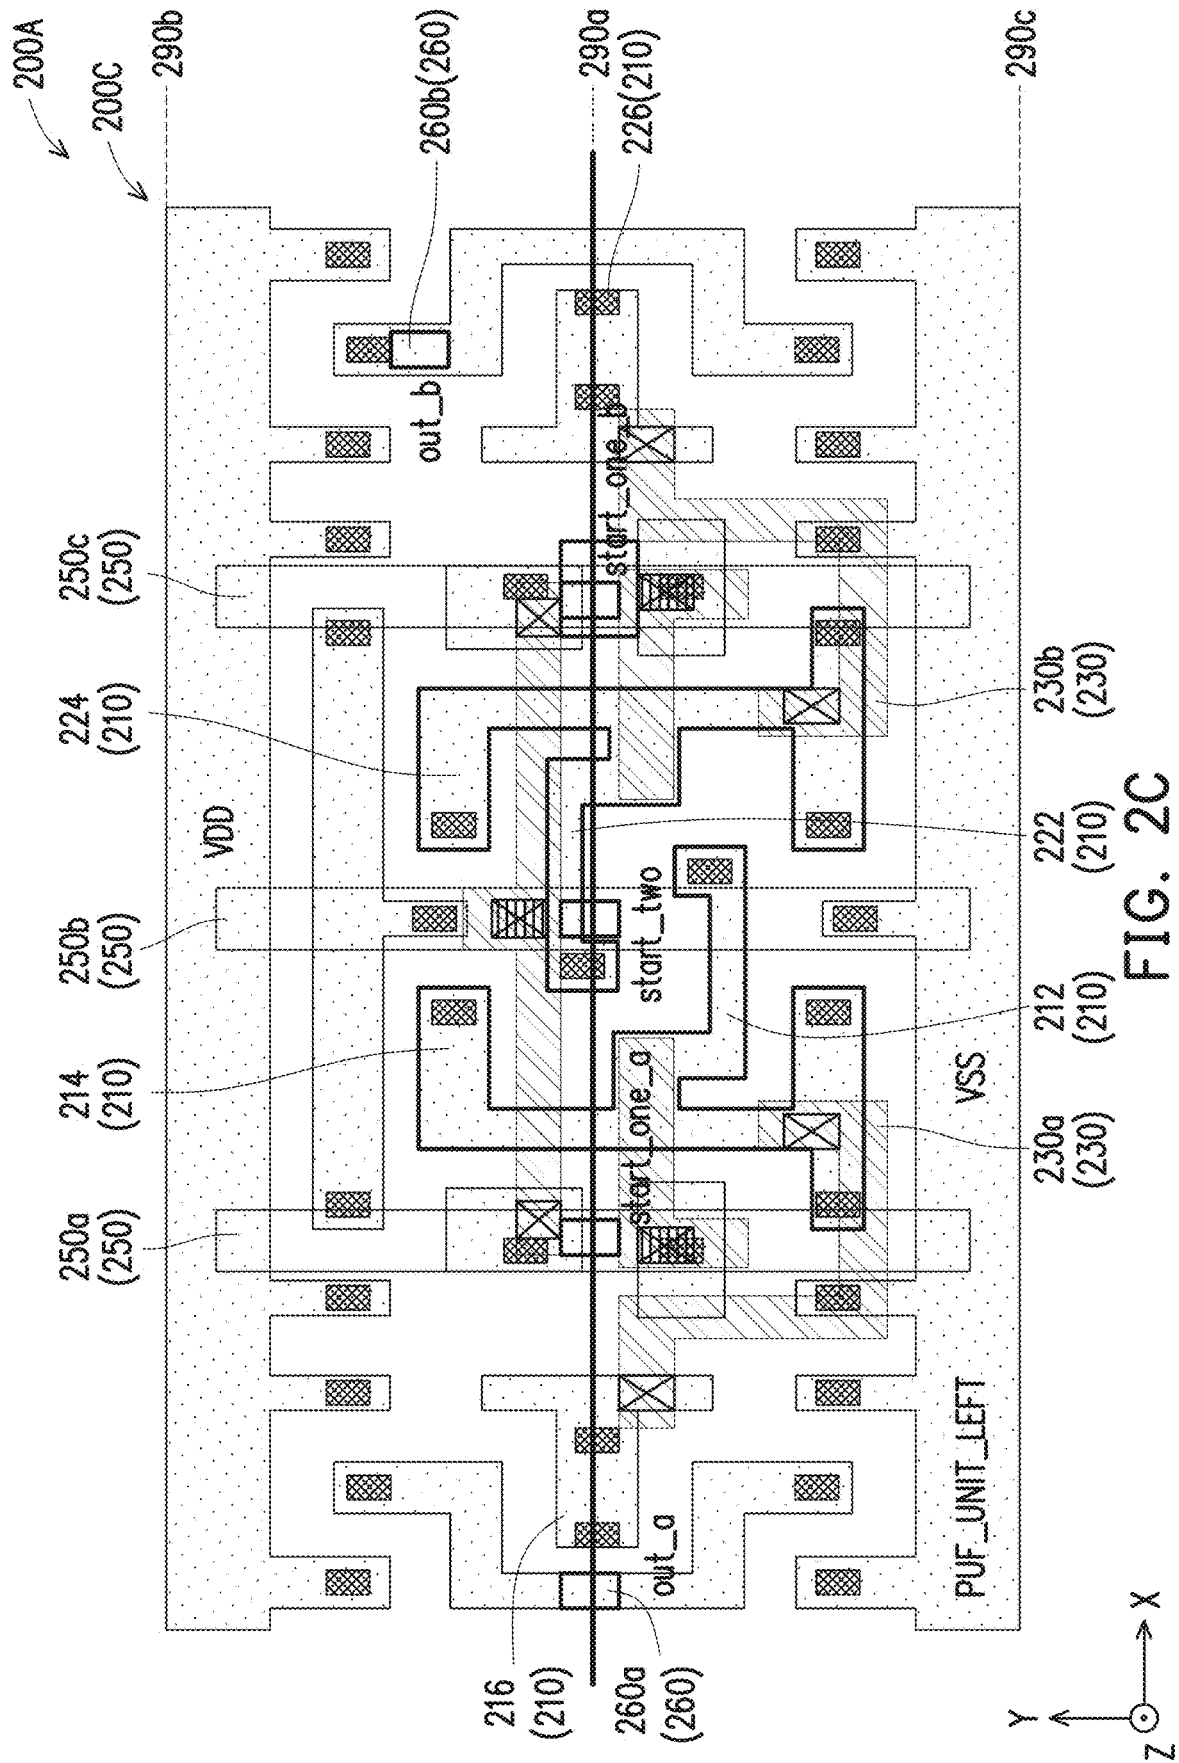 200A
200C
290b
260b(260)
290a
226(210)
290c
250c
(250)
224
(210)
VDD
250b
(250)
214
(210)
250a
(250)
out_b
start_one_b
start_two
start_one_a
out_a
VSS
PUF_UNIT_LEFT
216
(210)
260a
(260)
230a
(230)
212
(210)
222
(210)
230b
(230)
FIG. 2C
Y
X
Z